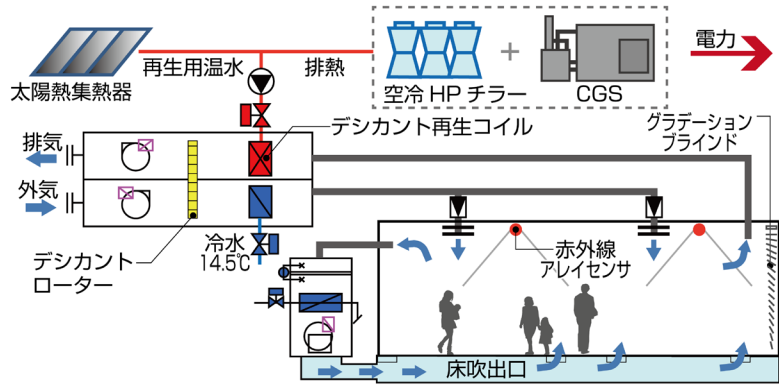 太陽熱集熱器
再生用温水
排熱
空冷HPチラー
+
CGS
電力
デシカント再生コイル
グラデーション
ブラインド
排気
外気
冷水
14.5℃
デシカント
ローター
赤外線
アレイセンサ
床吹出口